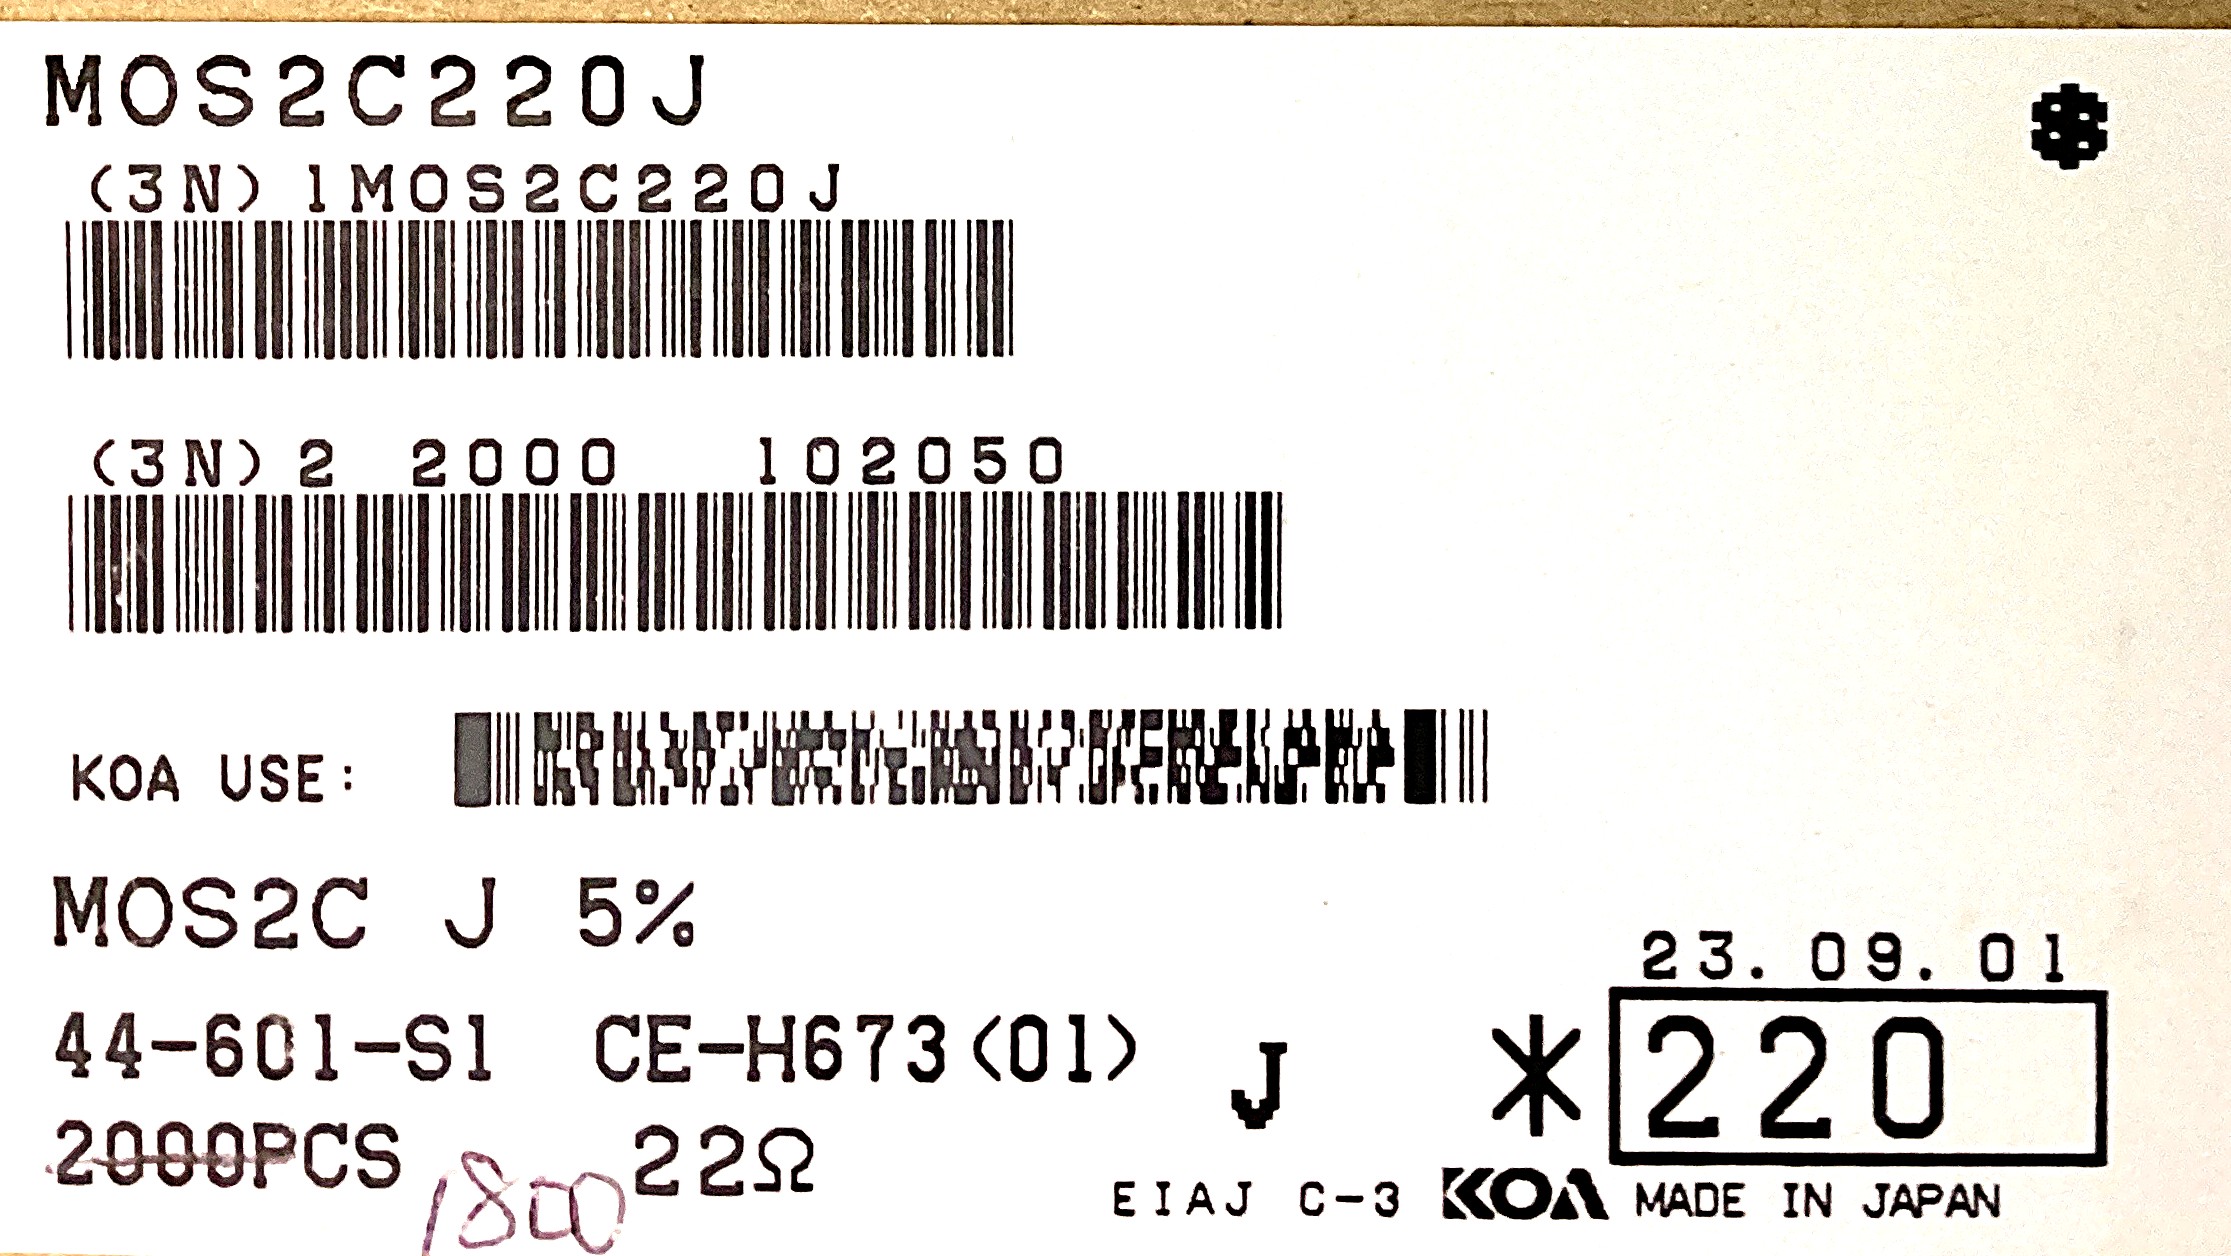 MOS2C220J
(3N)1MOS2C220J
(3N)2 2000 102050
KOA USE:
MOS2C J 5%
23.09.01
44-601-S1 CE-H673(01) J *220
2000PCS 1800 22Ω
EIAJ C-3 KOA MADE IN JAPAN